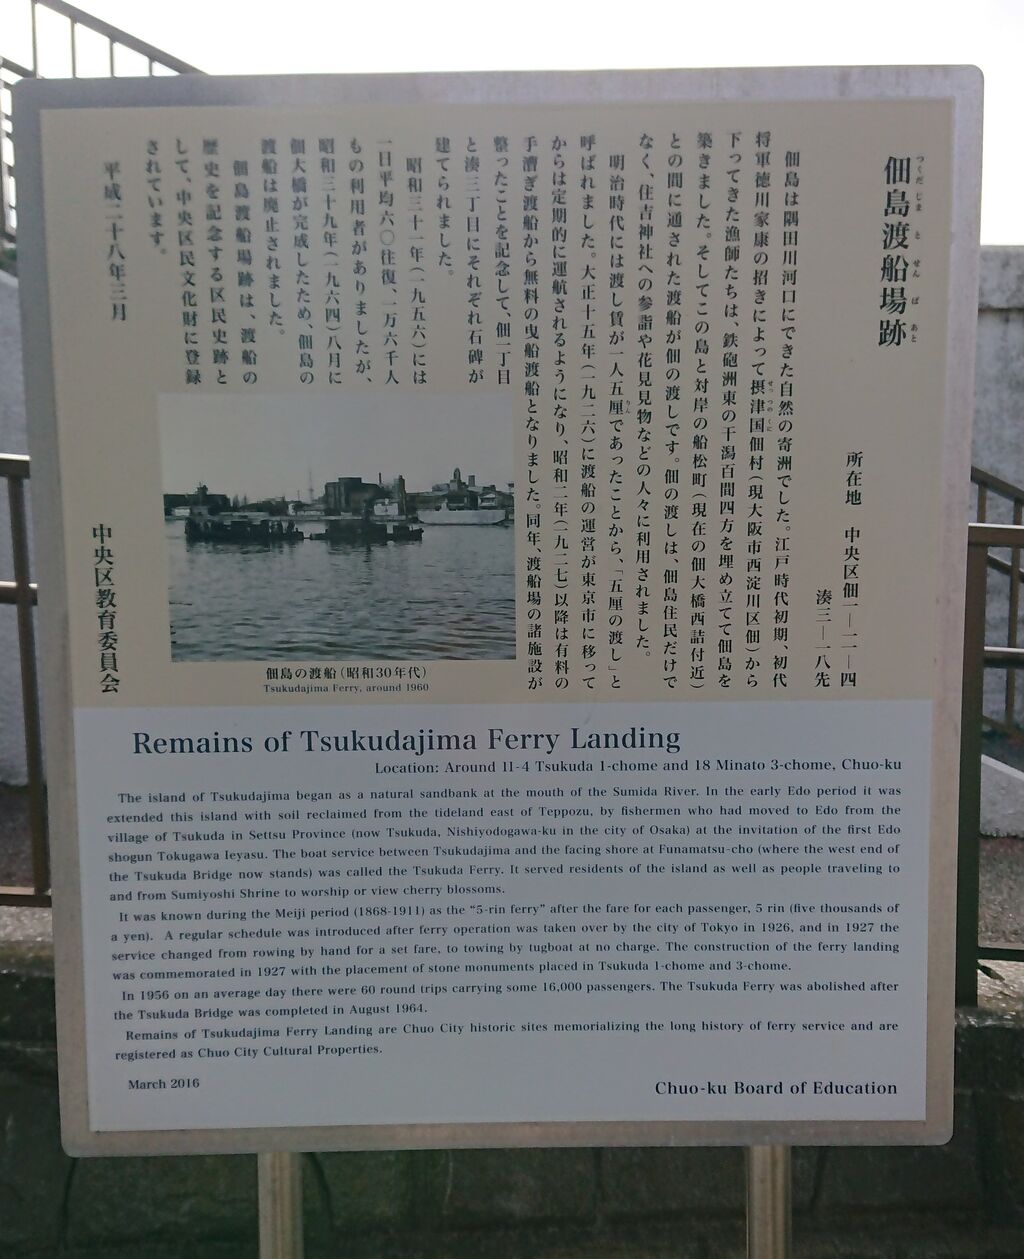 佃島渡船場跡
つくだじまとせんばあと
所在地 中央区佃一―一一―四
湊三―一八先
佃島は隅田川河口にできた自然の寄洲でした。江戸時代初期、初代
将軍徳川家康の招きによって摂津国佃村(現大阪市西淀川区佃)から
せっつのくに
下ってきた漁師たちは、鉄砲洲東の干潟百間四方を埋め立てて佃島を
築きました。そしてこの島と対岸の船松町(現在の佃大橋西詰付近)
との間に通された渡船が佃の渡しです。佃の渡しは、佃島住民だけで
なく、住吉神社への参詣や花見見物などの人々に利用されました。
明治時代には渡し賃が一人五厘であったことから、「五厘の渡し」と
りん
呼ばれました。大正十五年(一九二六)に渡船の運営が東京市に移って
からは定期的に運航されるようになり、昭和二年(一九二七)以降は有料の
手漕ぎ渡船から無料の曳船渡船となりました。同年、渡船場の諸施設が
整ったことを記念して、佃一丁目
と湊三丁目にそれぞれ石碑が
建てられました。
昭和三十一年(一九五六)には
一日平均六〇往復、一万六千人
もの利用者がありましたが、
昭和三十九年(一九六四)八月に
佃大橋が完成したため、佃島の
渡船は廃止されました。
佃島渡船場跡は、渡船の
歴史を記念する区民史跡と
して、中央区民文化財に登録
されています。
平成二十八年三月
中央区教育委員会
佃島の渡船(昭和30年代)
Tsukudajima Ferry, around 1960
Remains of Tsukudajima Ferry Landing
Location: Around 11-4 Tsukuda 1-chome and 18 Minato 3-chome, Chuo-ku
The island of Tsukudajima began as a natural sandbank at the mouth of the Sumida River. In the early Edo period it was
extended this island with soil reclaimed from the tideland east of Teppozu, by fishermen who had moved to Edo from the
village of Tsukuda in Settsu Province (now Tsukuda, Nishiyodogawa-ku in the city of Osaka) at the invitation of the first Edo
shogun Tokugawa Ieyasu. The boat service between Tsukudajima and the facing shore at Funamatsu-cho (where the west end of
the Tsukuda Bridge now stands) was called the Tsukuda Ferry. It served residents of the island as well as people traveling to
and from Sumiyoshi Shrine to worship or view cherry blossoms.
It was known during the Meiji period (1868-1911) as the "5-rin ferry" after the fare for each passenger, 5 rin (five thousands of
a yen). A regular schedule was introduced after ferry operation was taken over by the city of Tokyo in 1926, and in 1927 the
service changed from rowing by hand for a set fare, to towing by tugboat at no charge. The construction of the ferry landing
was commemorated in 1927 with the placement of stone monuments placed in Tsukuda 1-chome and 3-chome.
In 1956 on an average day there were 60 round trips carrying some 16,000 passengers. The Tsukuda Ferry was abolished after
the Tsukuda Bridge was completed in August 1964.
Remains of Tsukudajima Ferry Landing are Chuo City historic sites memorializing the long history of ferry service and are
registered as Chuo City Cultural Properties.
March 2016
Chuo-ku Board of Education